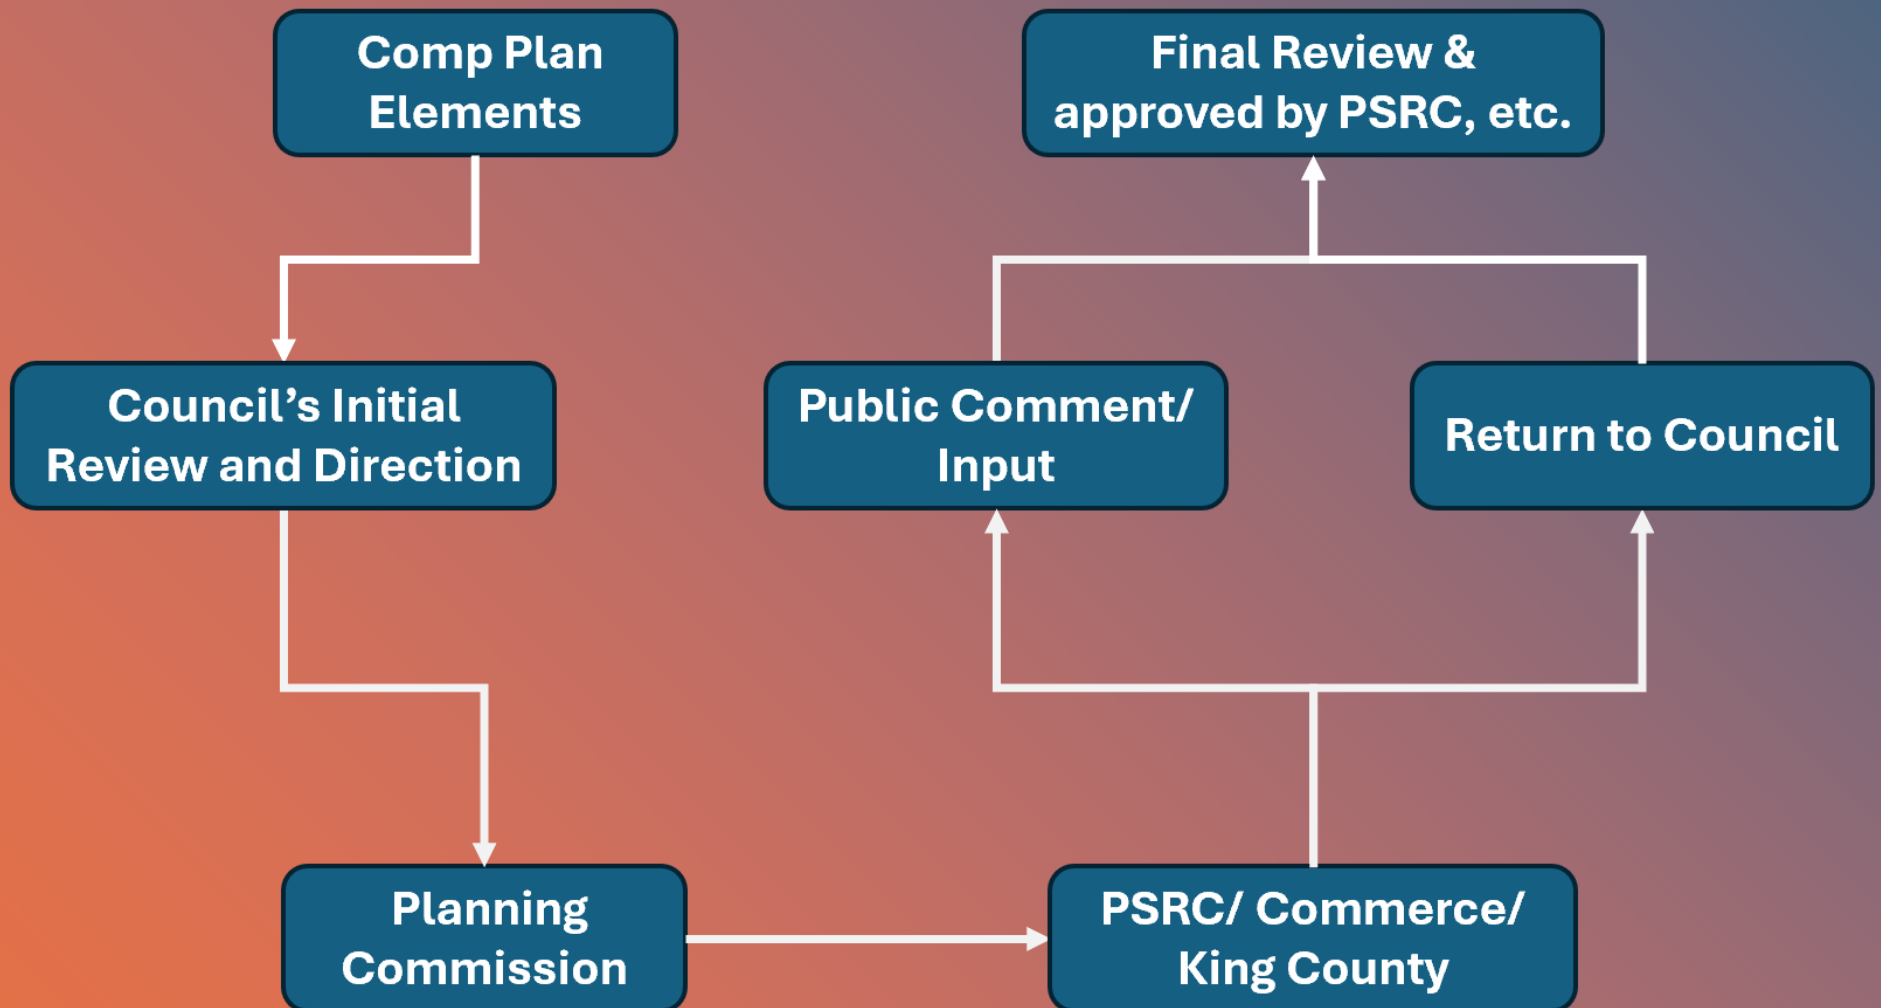 Comp Plan
Elements
Final Review &
approved by PSRC, etc.
Council’s Initial
Review and Direction
Public Comment/
Input
Return to Council
Planning
Commission
PSRC/ Commerce/
King County